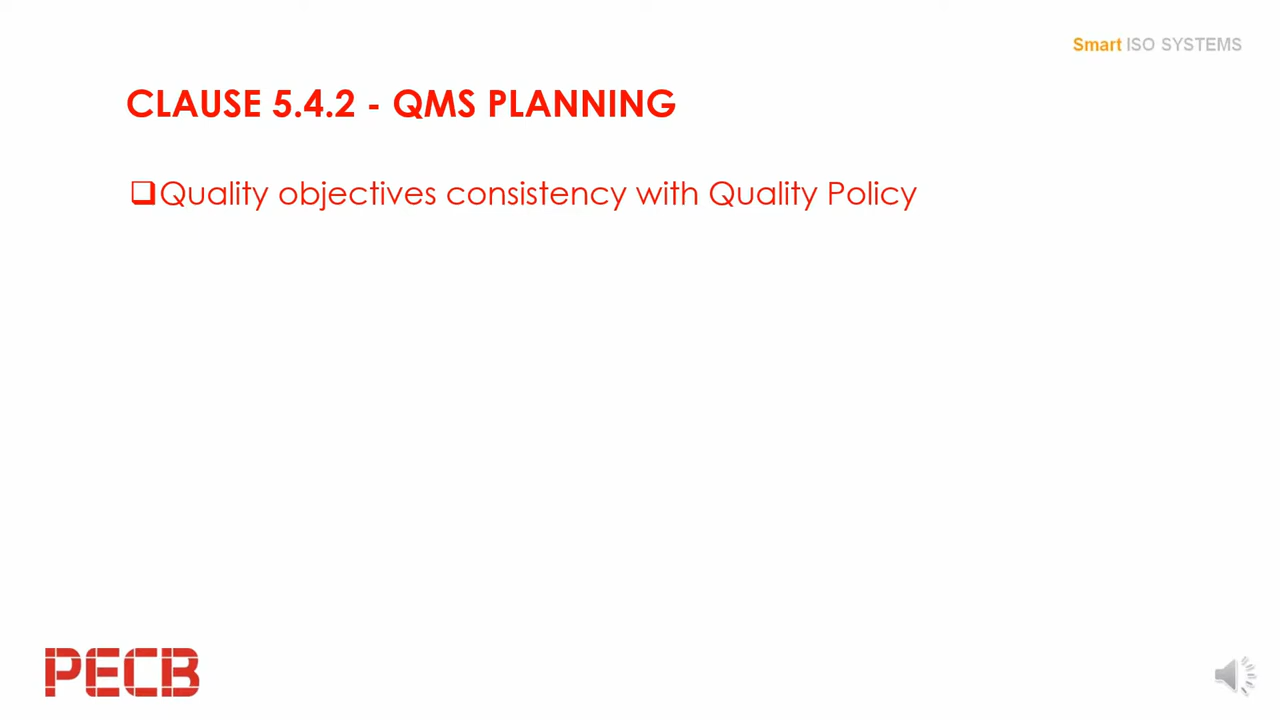 Smart ISO SYSTEMS
CLAUSE 5.4.2 - QMS PLANNING
❑Quality objectives consistency with Quality Policy
PECB